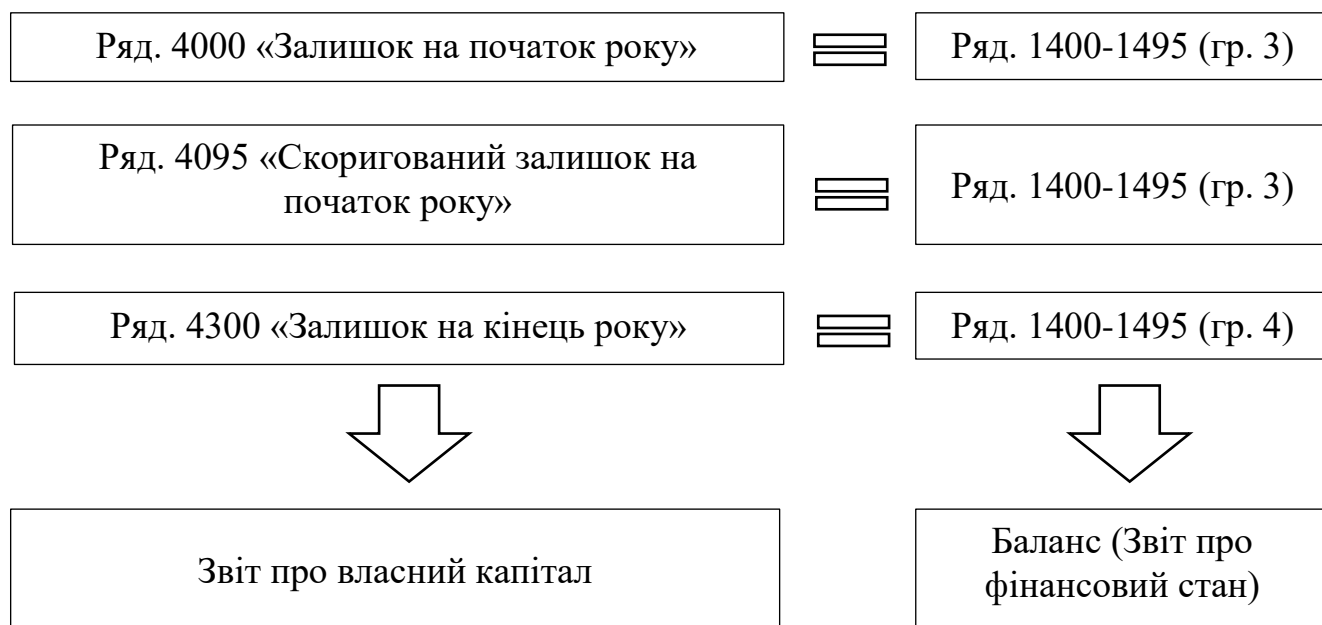 Ряд. 4000 «Залишок на початок року»
Ряд. 1400-1495 (гр. 3)
Ряд. 4095 «Скоригований залишок на
початок року»
Ряд. 1400-1495 (гр. 3)
Ряд. 4300 «Залишок на кінець року»
Ряд. 1400-1495 (гр. 4)
Звіт про власний капітал
Баланс (Звіт про
фінансовий стан)